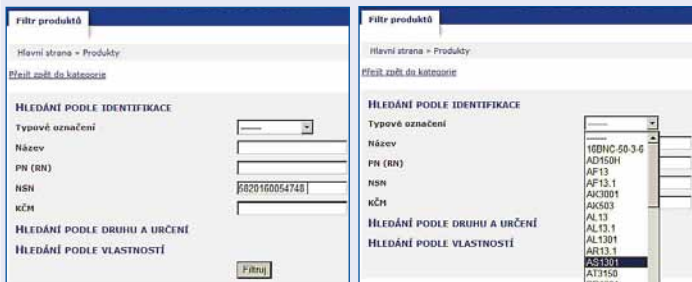 Filtr produktů
Hlavní strana » Produkty
Přejít zpět do kategorie
HLEDÁNÍ PODLE IDENTIFIKACE
Typové označení
------
Název
PN (RN)
NSN
5820160054748
KČM
HLEDÁNÍ PODLE DRUHU A URČENÍ
HLEDÁNÍ PODLE VLASTNOSTÍ
Filtruj
Filtr produktů
Hlavní strana » Produkty
Přejít zpět do kategorie
HLEDÁNÍ PODLE IDENTIFIKACE
Typové označení
------
Název
PN (RN)
NSN
KČM
HLEDÁNÍ PODLE DRUHU A URČENÍ
HLEDÁNÍ PODLE VLASTNOSTÍ
------
16BNC-50-3-6
AD150H
AF13
AF13.1
AK3001
AK503
AL13
AL13.1
AL1301
AR13.1
AS1301
AT3150